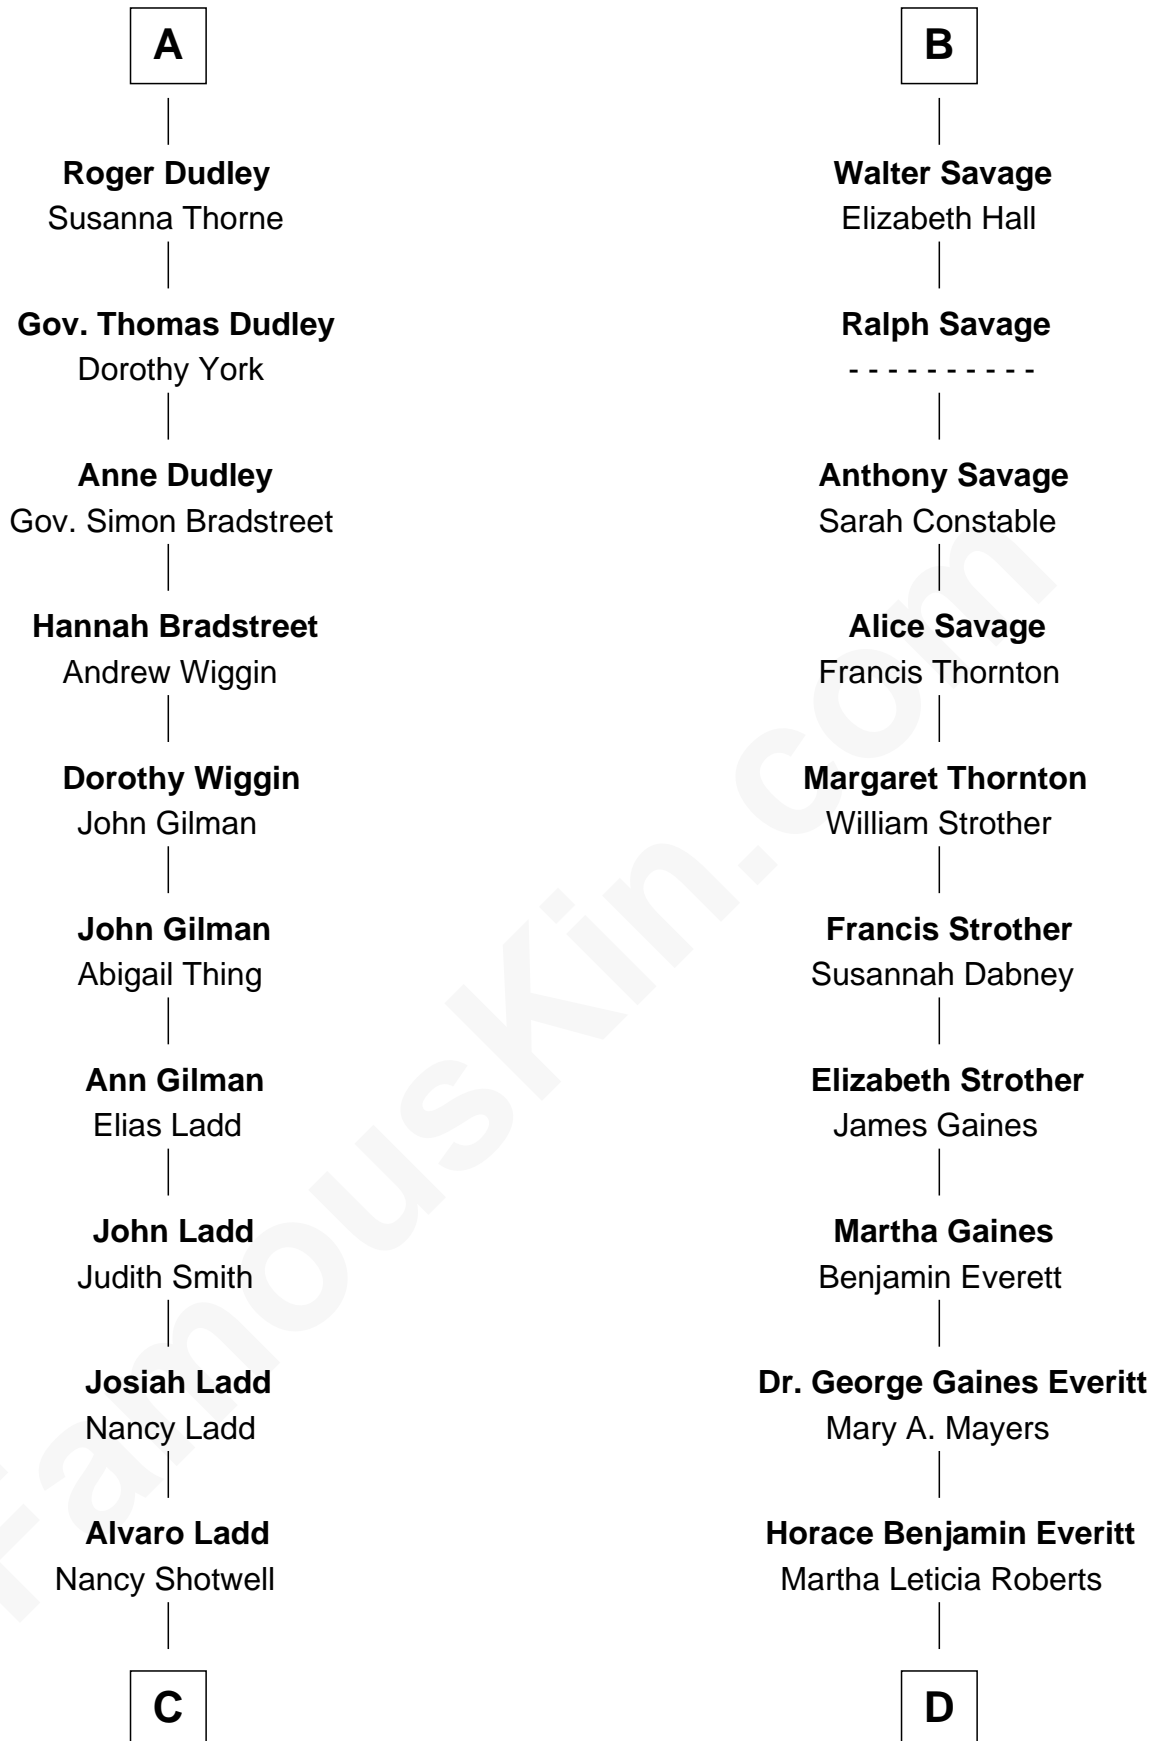 A
Roger Dudley
Susanna Thorne
Gov. Thomas Dudley
Dorothy York
Anne Dudley
Gov. Simon Bradstreet
Hannah Bradstreet
Andrew Wiggin
Dorothy Wiggin
John Gilman
John Gilman
Abigail Thing
Ann Gilman
Elias Ladd
John Ladd
Judith Smith
Josiah Ladd
Nancy Ladd
Alvaro Ladd
Nancy Shotwell
C
B
Walter Savage
Elizabeth Hall
Ralph Savage
- - - - - - - - - -
Anthony Savage
Sarah Constable
Alice Savage
Francis Thornton
Margaret Thornton
William Strother
Francis Strother
Susannah Dabney
Elizabeth Strother
James Gaines
Martha Gaines
Benjamin Everett
Dr. George Gaines Everitt
Mary A. Mayers
Horace Benjamin Everitt
Martha Leticia Roberts
D
FamousKin.com